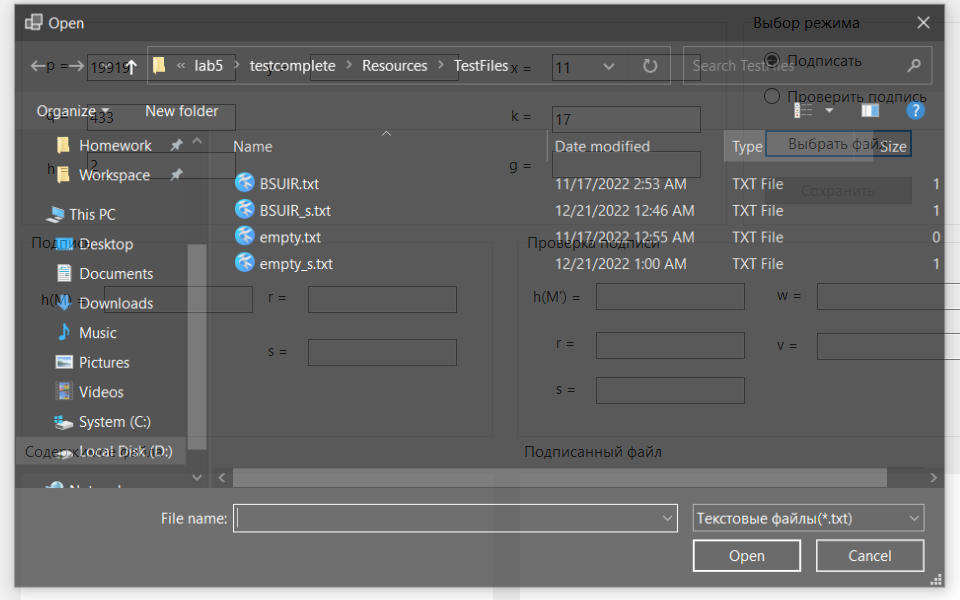 Open
Выбор режима
p = 19919
« lab5 > testcomplete > Resources > TestFiles
x = 11
Search TestFiles
Подписать
Organize
New folder
433
k = 17
Проверить подпись
Homework
Name
Date modified
Type
Size
Выбрать файл
h
2
Workspace
g =
BSUIR.txt 11/17/2022 2:53 AM TXT File 1
Сохранить
This PC
BSUIR_s.txt 12/21/2022 12:46 AM TXT File 1
Desktop
empty.txt 11/17/2022 12:55 AM TXT File 0
Проверка подписи
Documents
empty_s.txt 12/21/2022 1:00 AM TXT File 1
Downloads
h(M) =
r =
h(M') =
w =
Music
Pictures
s =
r =
v =
Videos
s =
System (C:)
Local Disk (D:)
Подписанный файл
File name:
Текстовые файлы(*.txt)
Open
Cancel